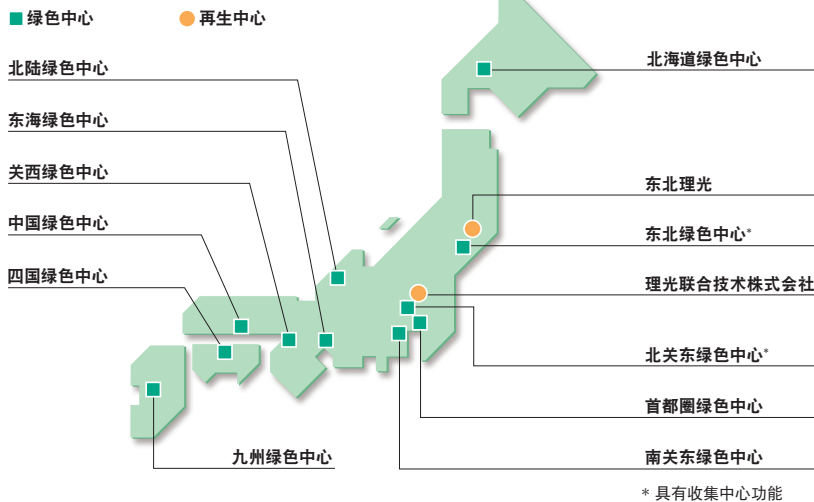 绿色中心 再生中心
北陆绿色中心
东海绿色中心
关西绿色中心
中国绿色中心
四国绿色中心
九州绿色中心
北海道绿色中心
东北理光
东北绿色中心*
理光联合技术株式会社
北关东绿色中心*
首都圈绿色中心
南关东绿色中心
* 具有收集中心功能